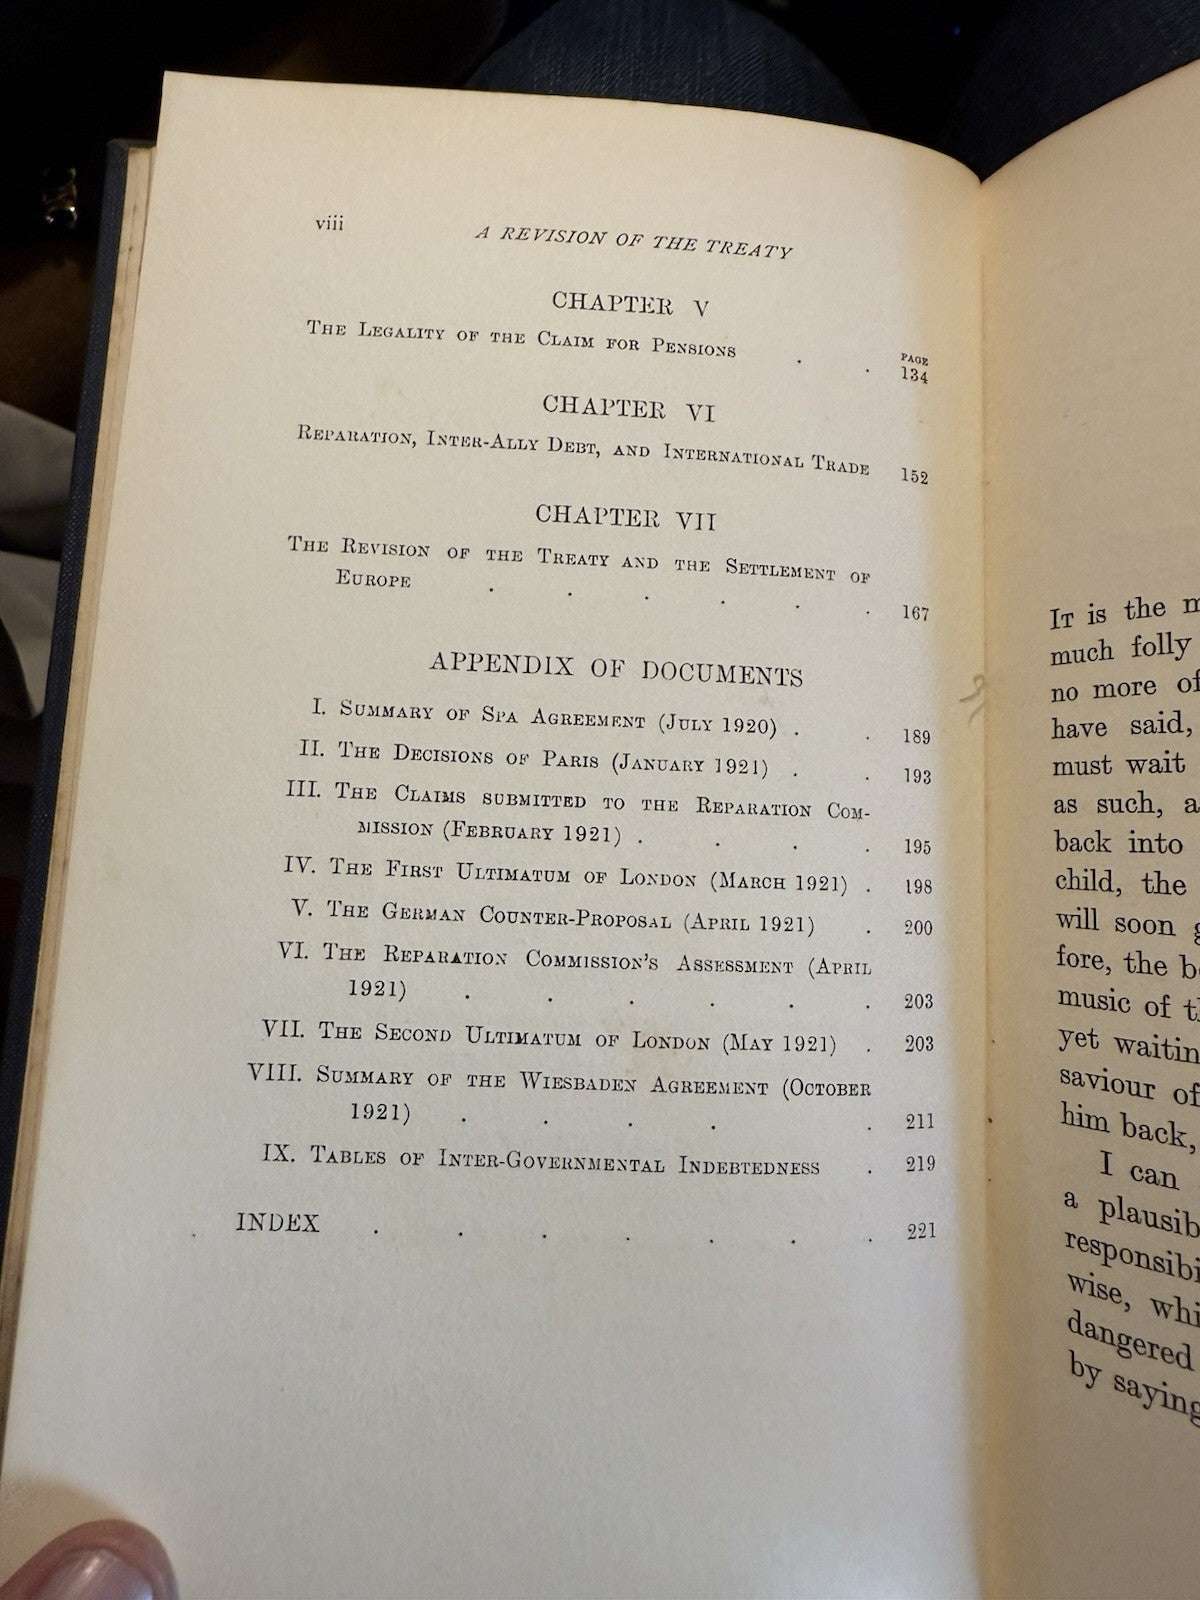 viii
A REVISION OF THE TREATY
CHAPTER V
PAGE
THE LEGALITY OF THE CLAIM FOR PENSIONS . . 134
CHAPTER VI
REPARATION, INTER-ALLY DEBT, AND INTERNATIONAL TRADE 152
CHAPTER VII
THE REVISION OF THE TREATY AND THE SETTLEMENT OF
EUROPE . . . . . . 167
APPENDIX OF DOCUMENTS
I. SUMMARY OF SPA AGREEMENT (JULY 1920) . . 189
II. THE DECISIONS OF PARIS (JANUARY 1921) . . 193
III. THE CLAIMS SUBMITTED TO THE REPARATION COM-
MISSION (FEBRUARY 1921) . . . . 195
IV. THE FIRST ULTIMATUM OF LONDON (MARCH 1921) . 198
V. THE GERMAN COUNTER-PROPOSAL (APRIL 1921) . 200
VI. THE REPARATION COMMISSION'S ASSESSMENT (APRIL
1921) . . . . . . 203
VII. THE SECOND ULTIMATUM OF LONDON (MAY 1921) . 203
VIII. SUMMARY OF THE WIESBADEN AGREEMENT (OCTOBER
1921) . . . . . 211
IX. TABLES OF INTER-GOVERNMENTAL INDEBTEDNESS . 219
INDEX . . . . . . . 221
IT is the
much folly
no more of
have said,
must wait
as such,
back into
child, the
will soon
fore, the
music of
yet
saviour of
him back,
I can
a
wise,
dangered
by saying